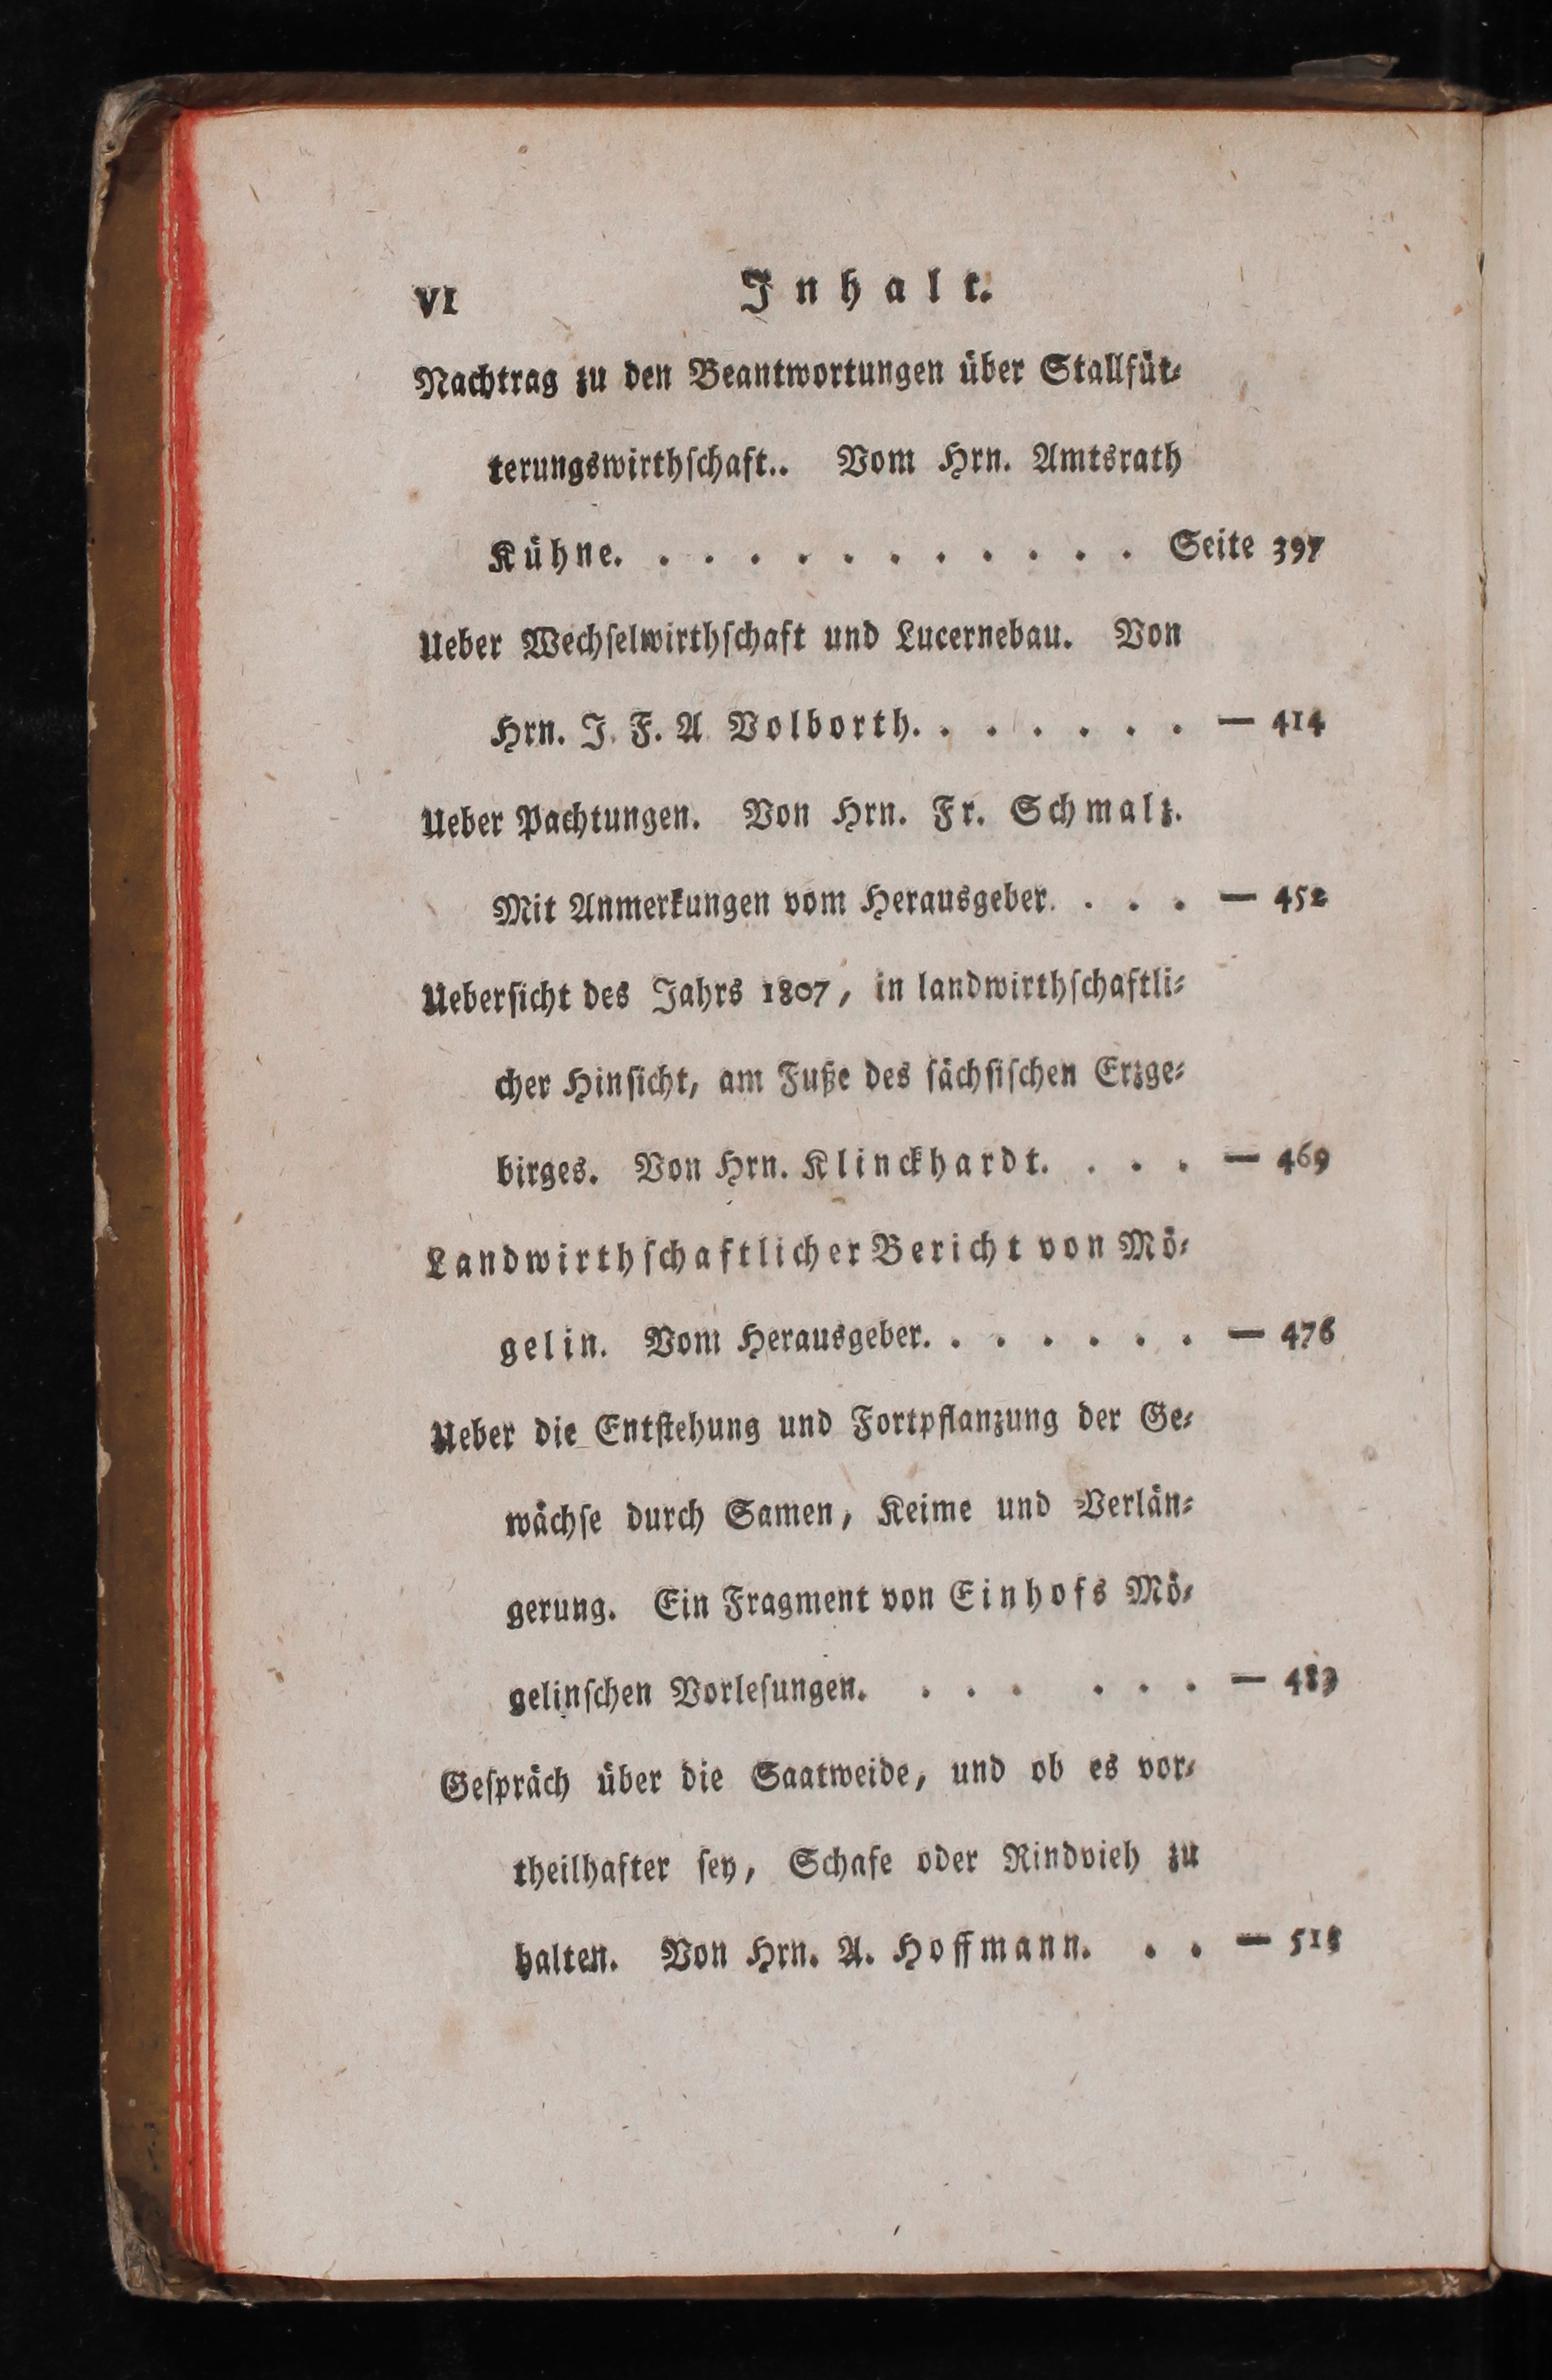 VI Inhalt.
Nachtrag zu den Beantwortungen über Stallfüt⸗
terungswirthſchaft.. Vom Hrn. Amtsrath
Kühne. . . . . . . . . . . . Seite 397
Ueber Wechſelwirthſchaft und Lucernebau. Von
Hrn. J. F. A Volborth. . . . . . . — 414
Ueber Pachtungen. Von Hrn. Fr. Schmalz.
Mit Anmerkungen vom Herausgeber. . . . — 452
Ueberſicht des Jahrs 1807, in landwirthſchaftli⸗
cher Hinſicht, am Fuße des ſächſiſchen Erzge⸗
birges. Von Hrn. Klinckhardt. . . . — 469
Landwirthſchaftlicher Bericht von Mö⸗
gelin. Vom Herausgeber. . . . . . . — 476
Ueber die Entſtehung und Fortpflanzung der Ge⸗
wächſe durch Samen, Keime und Verlän⸗
gerung. Ein Fragment von Einhofs Mö⸗
gelinſchen Vorleſungen. . . . . . . —
Geſpräch über die Saatweide, und ob es vor⸗
theilhafter ſey, Schafe oder Rindvieh zu
halten. Von Hrn. A. Hoffmann. . . —